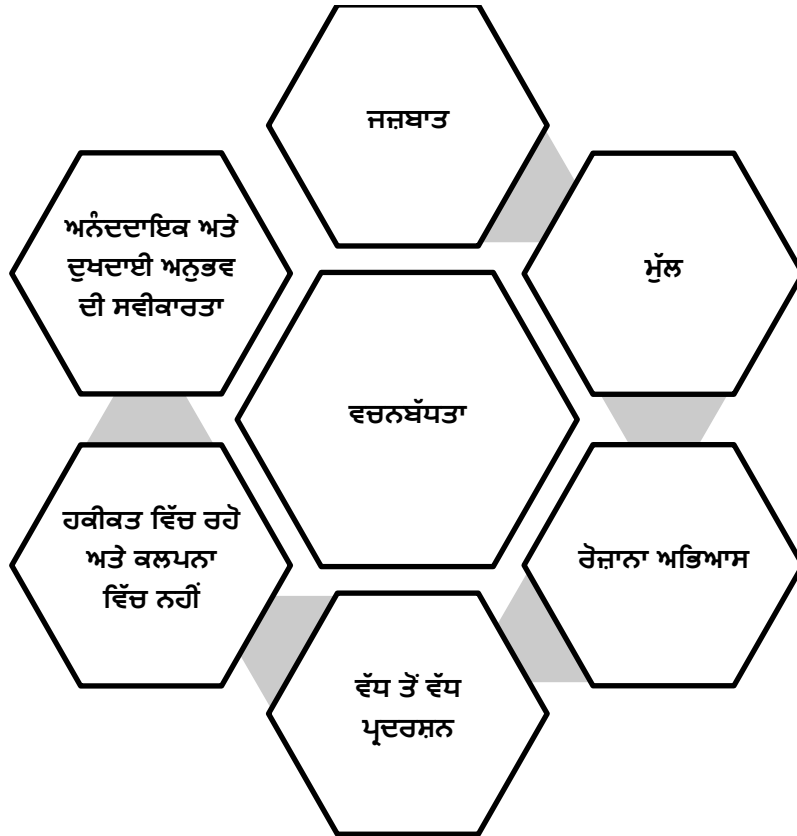 ਜਜ਼ਬਾਤ
ਅਨੰਦਦਾਇਕ ਅਤੇ
ਦੁਖਦਾਈ ਅਨੁਭਵ
ਦੀ ਸਵੀਕਾਰਤਾ
ਮੁੱਲ
ਵਚਨਬੱਧਤਾ
ਹਕੀਕਤ ਵਿੱਚ ਰਹੋ
ਅਤੇ ਕਲਪਨਾ
ਵਿੱਚ ਨਹੀਂ
ਰੋਜ਼ਾਨਾ ਅਭਿਆਸ
ਵੱਧ ਤੋਂ ਵੱਧ
ਪ੍ਰਦਰਸ਼ਨ